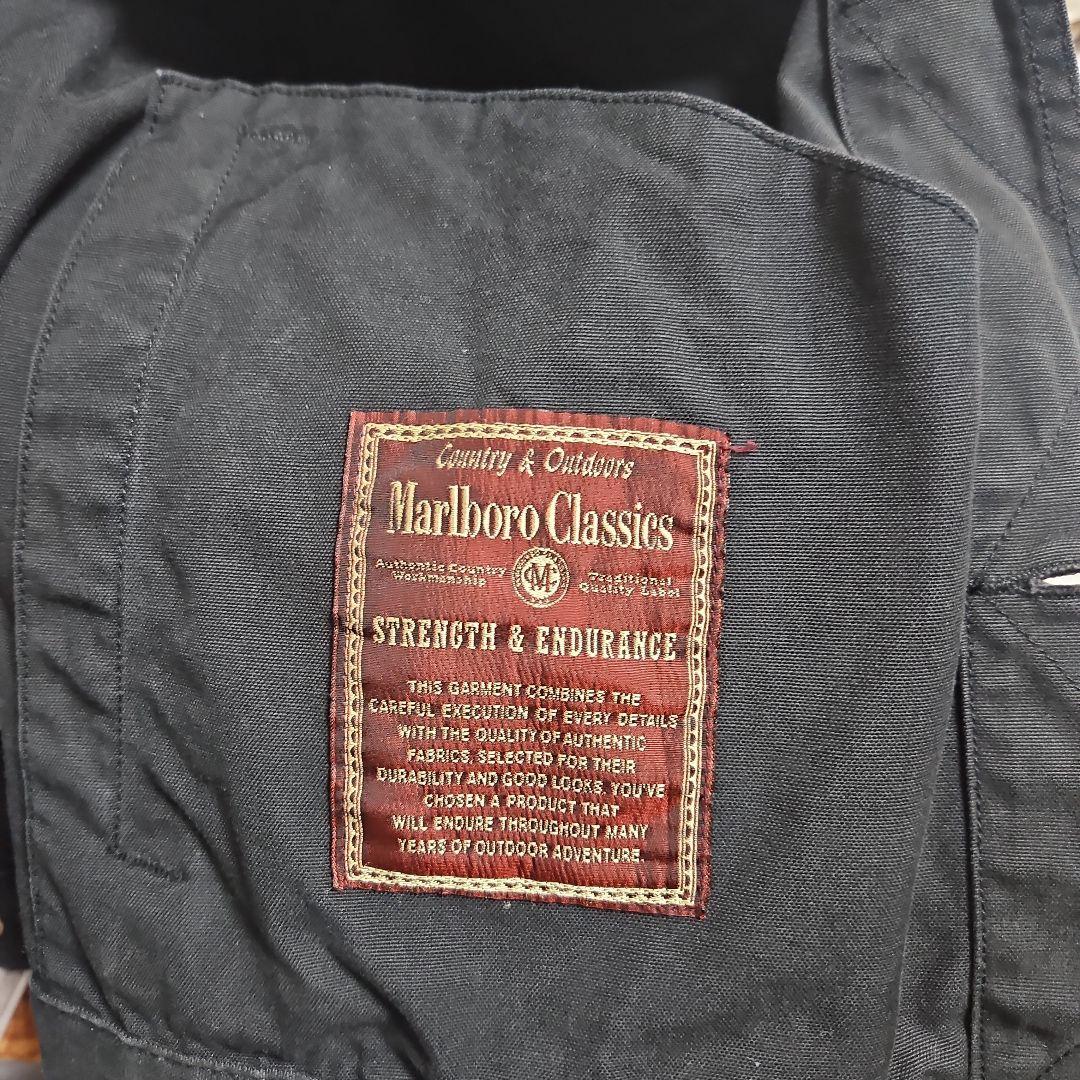 Country & Outdoors
Marlboro Classics
Authentic Country Workmanship
MC
Traditional Quality Label
STRENGTH & ENDURANCE
THIS GARMENT COMBINES THE
CAREFUL EXECUTION OF EVERY DETAILS
WITH THE QUALITY OF AUTHENTIC
FABRICS, SELECTED FOR THEIR
DURABILITY AND GOOD LOOKS. YOU'VE
CHOSEN A PRODUCT THAT
WILL ENDURE THROUGHOUT MANY
YEARS OF OUTDOOR ADVENTURE.